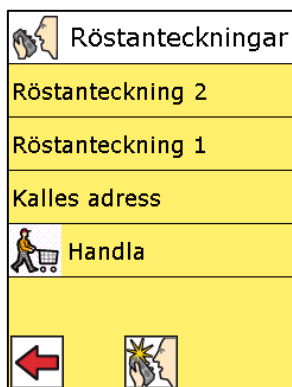 Röstanteckningar
Röstanteckning 2
Röstanteckning 1
Kalles adress
Handla